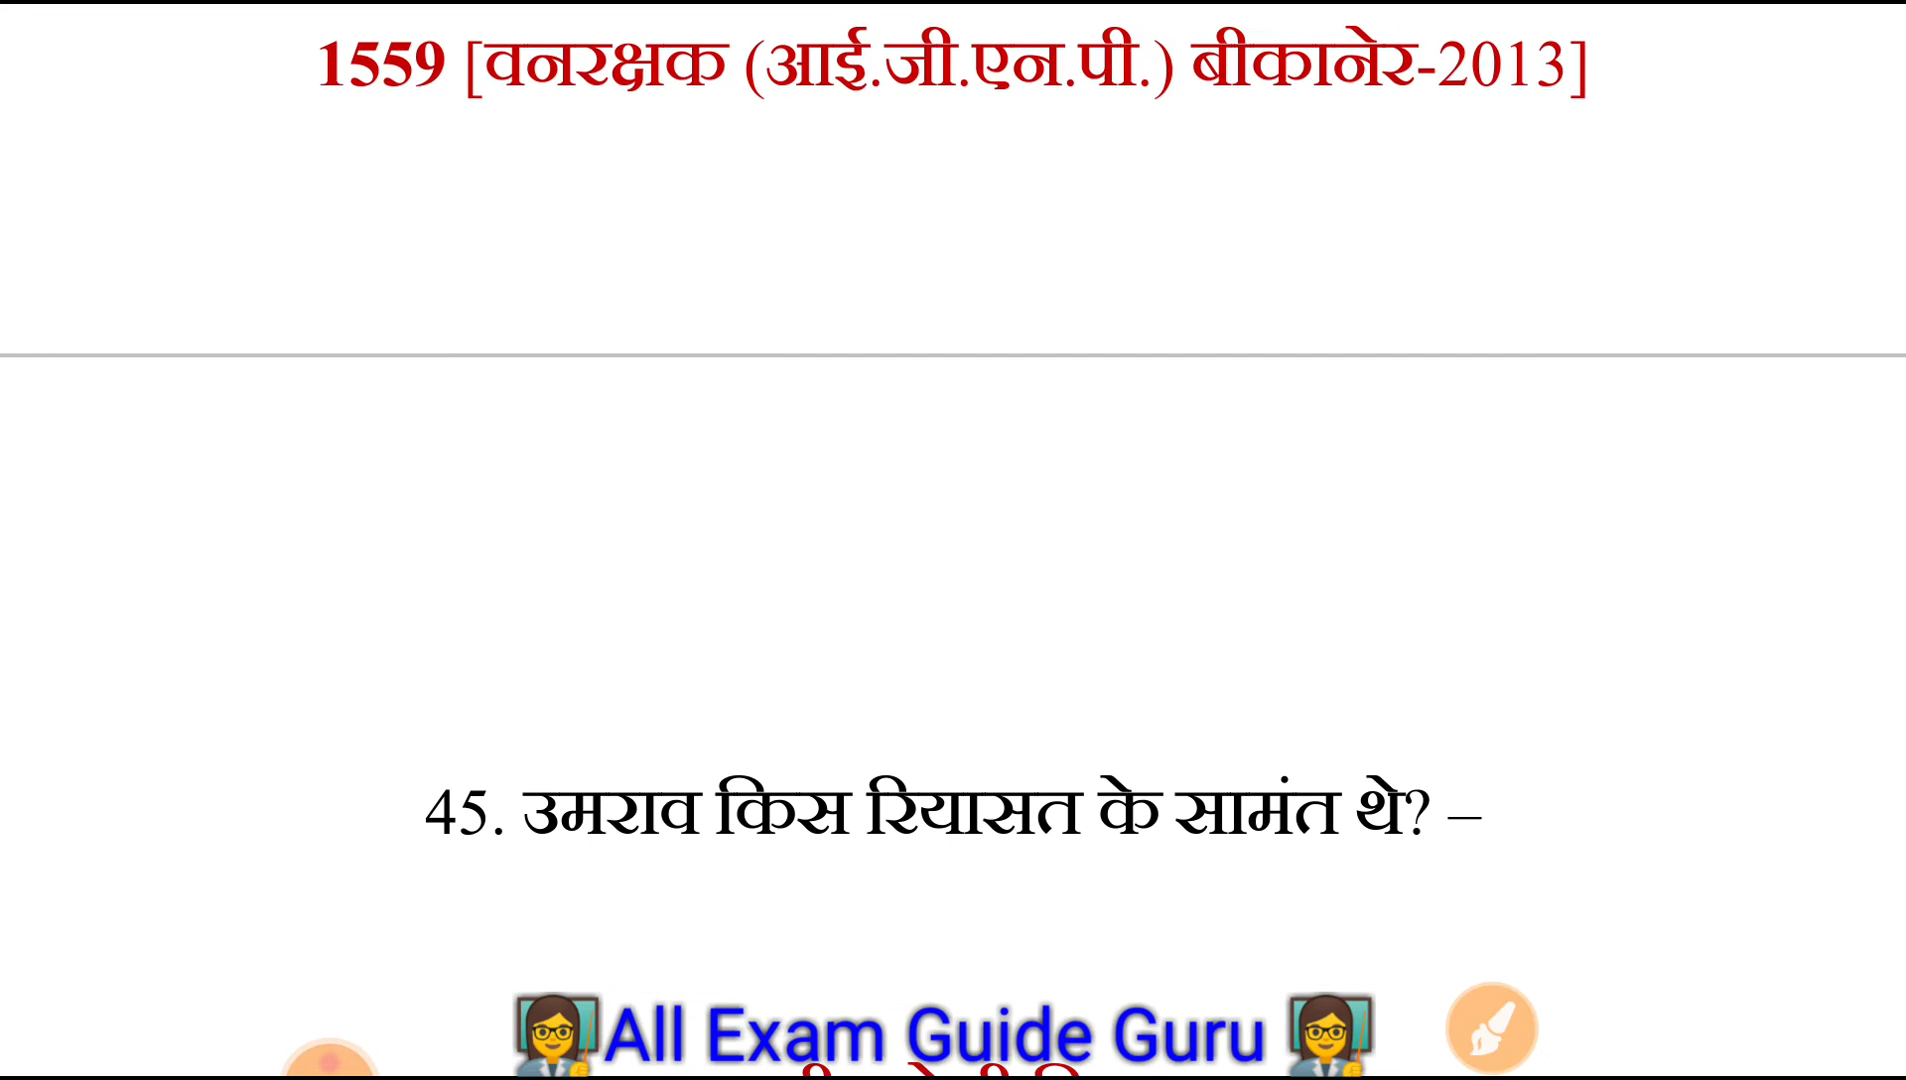 1559 [वनरक्षक (आई.जी.एन.पी.) बीकानेर-2013]
45. उमराव किस रियासत के सामंत थे? –
All Exam Guide Guru